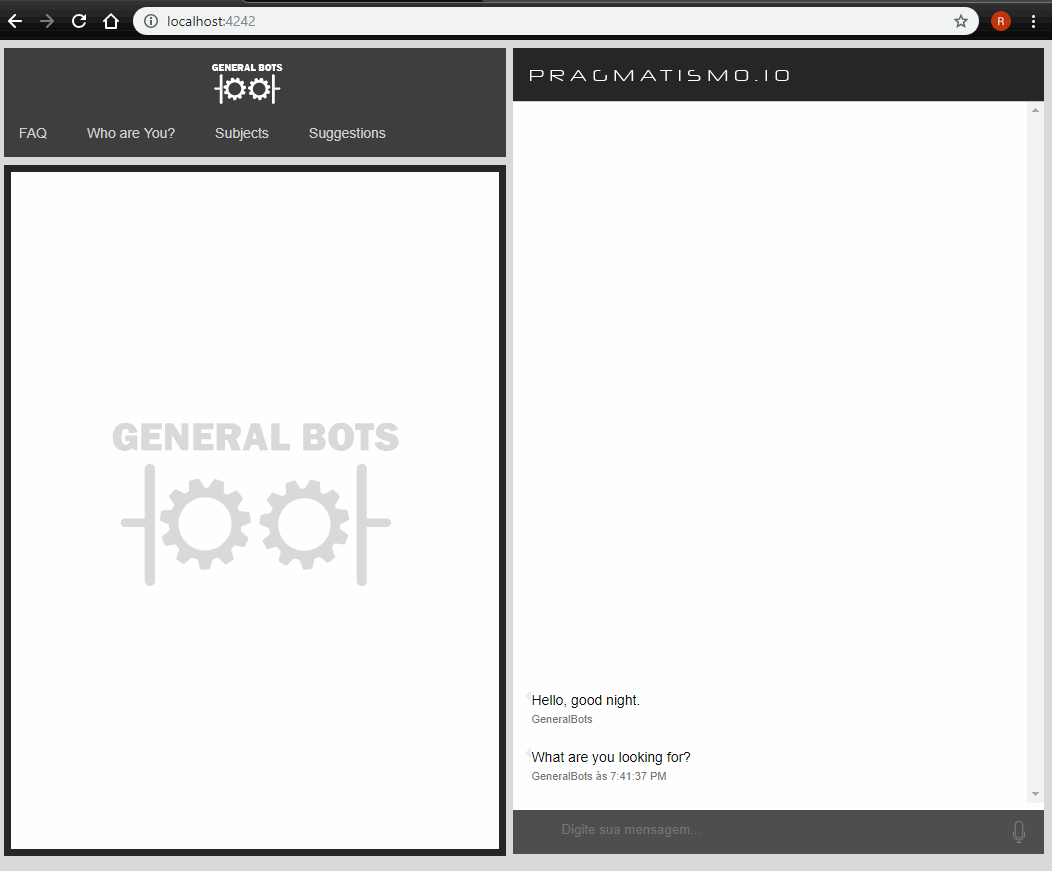 localhost:4242
R
GENERAL BOTS
FAQ Who are You? Subjects Suggestions
GENERAL BOTS
PRAGMATISMO.IO
Hello, good night.
GeneralBots
What are you looking for?
GeneralBots às 7:41:37 PM
Digite sua mensagem...